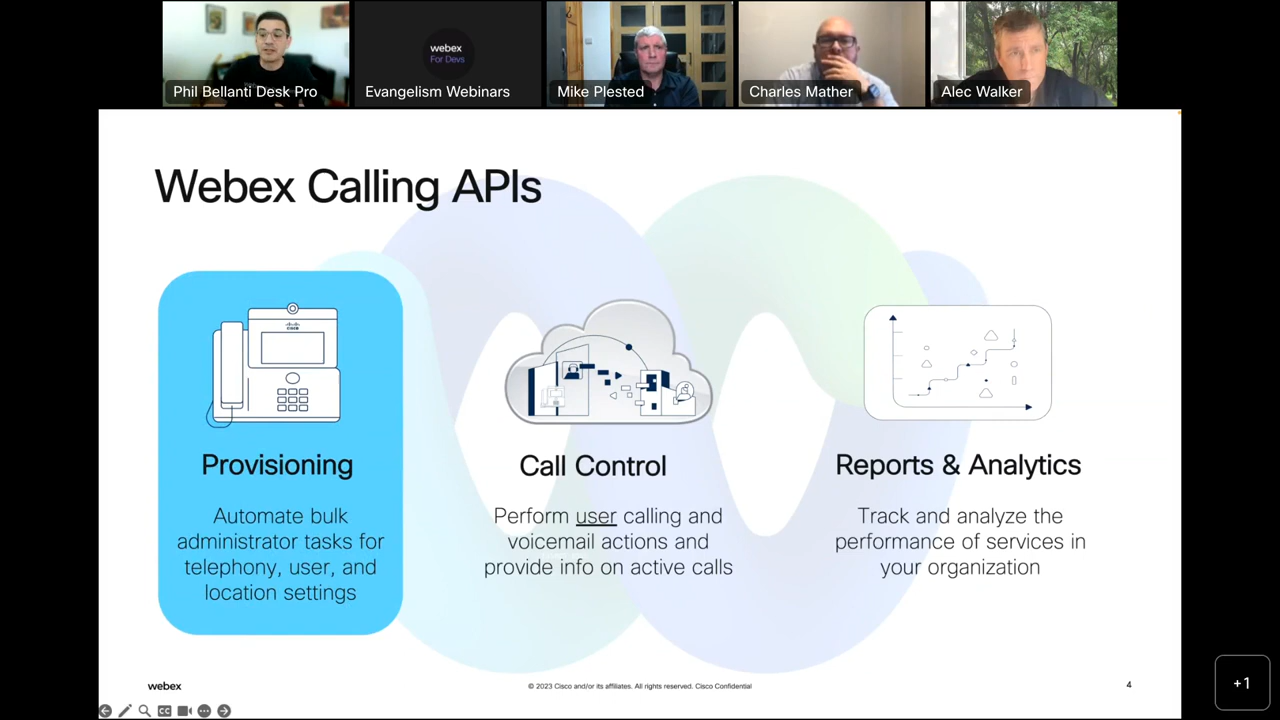 webex
For Devs
Phil Bellanti Desk Pro
Evangelism Webinars
Mike Plested
Charles Mather
Alec Walker
Webex Calling APIs
CISCO
Provisioning
Automate bulk
administrator tasks for
telephony, user, and
location settings
Call Control
Perform user calling and
voicemail actions and
provide info on active calls
Reports & Analytics
Track and analyze the
performance of services in
your organization
webex
© 2023 Cisco and/or its affiliates. All rights reserved. Cisco Confidential
4
CC
+1